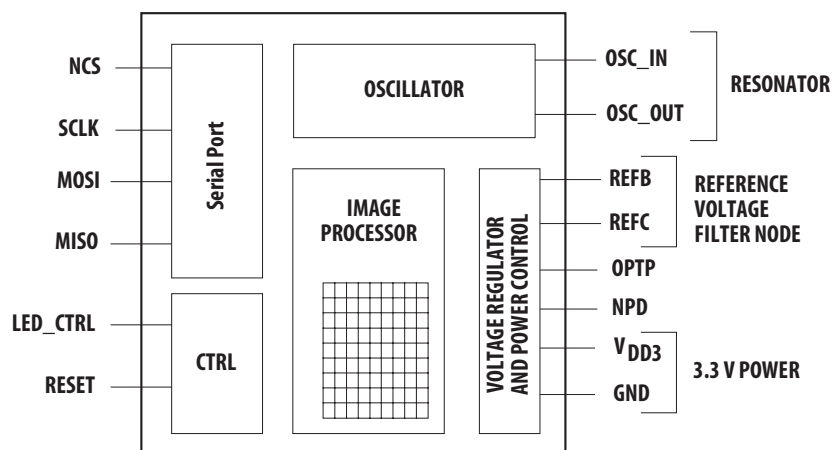 NCS
SCLK
MOSI
MISO
LED_CTRL
RESET
Serial Port
CTRL
OSCILLATOR
IMAGE
PROCESSOR
VOLTAGE REGULATOR
AND POWER CONTROL
OSC_IN
OSC_OUT
RESONATOR
REFB
REFC
REFERENCE
VOLTAGE
FILTER NODE
OPTP
NPD
VDD3
GND
3.3 V POWER